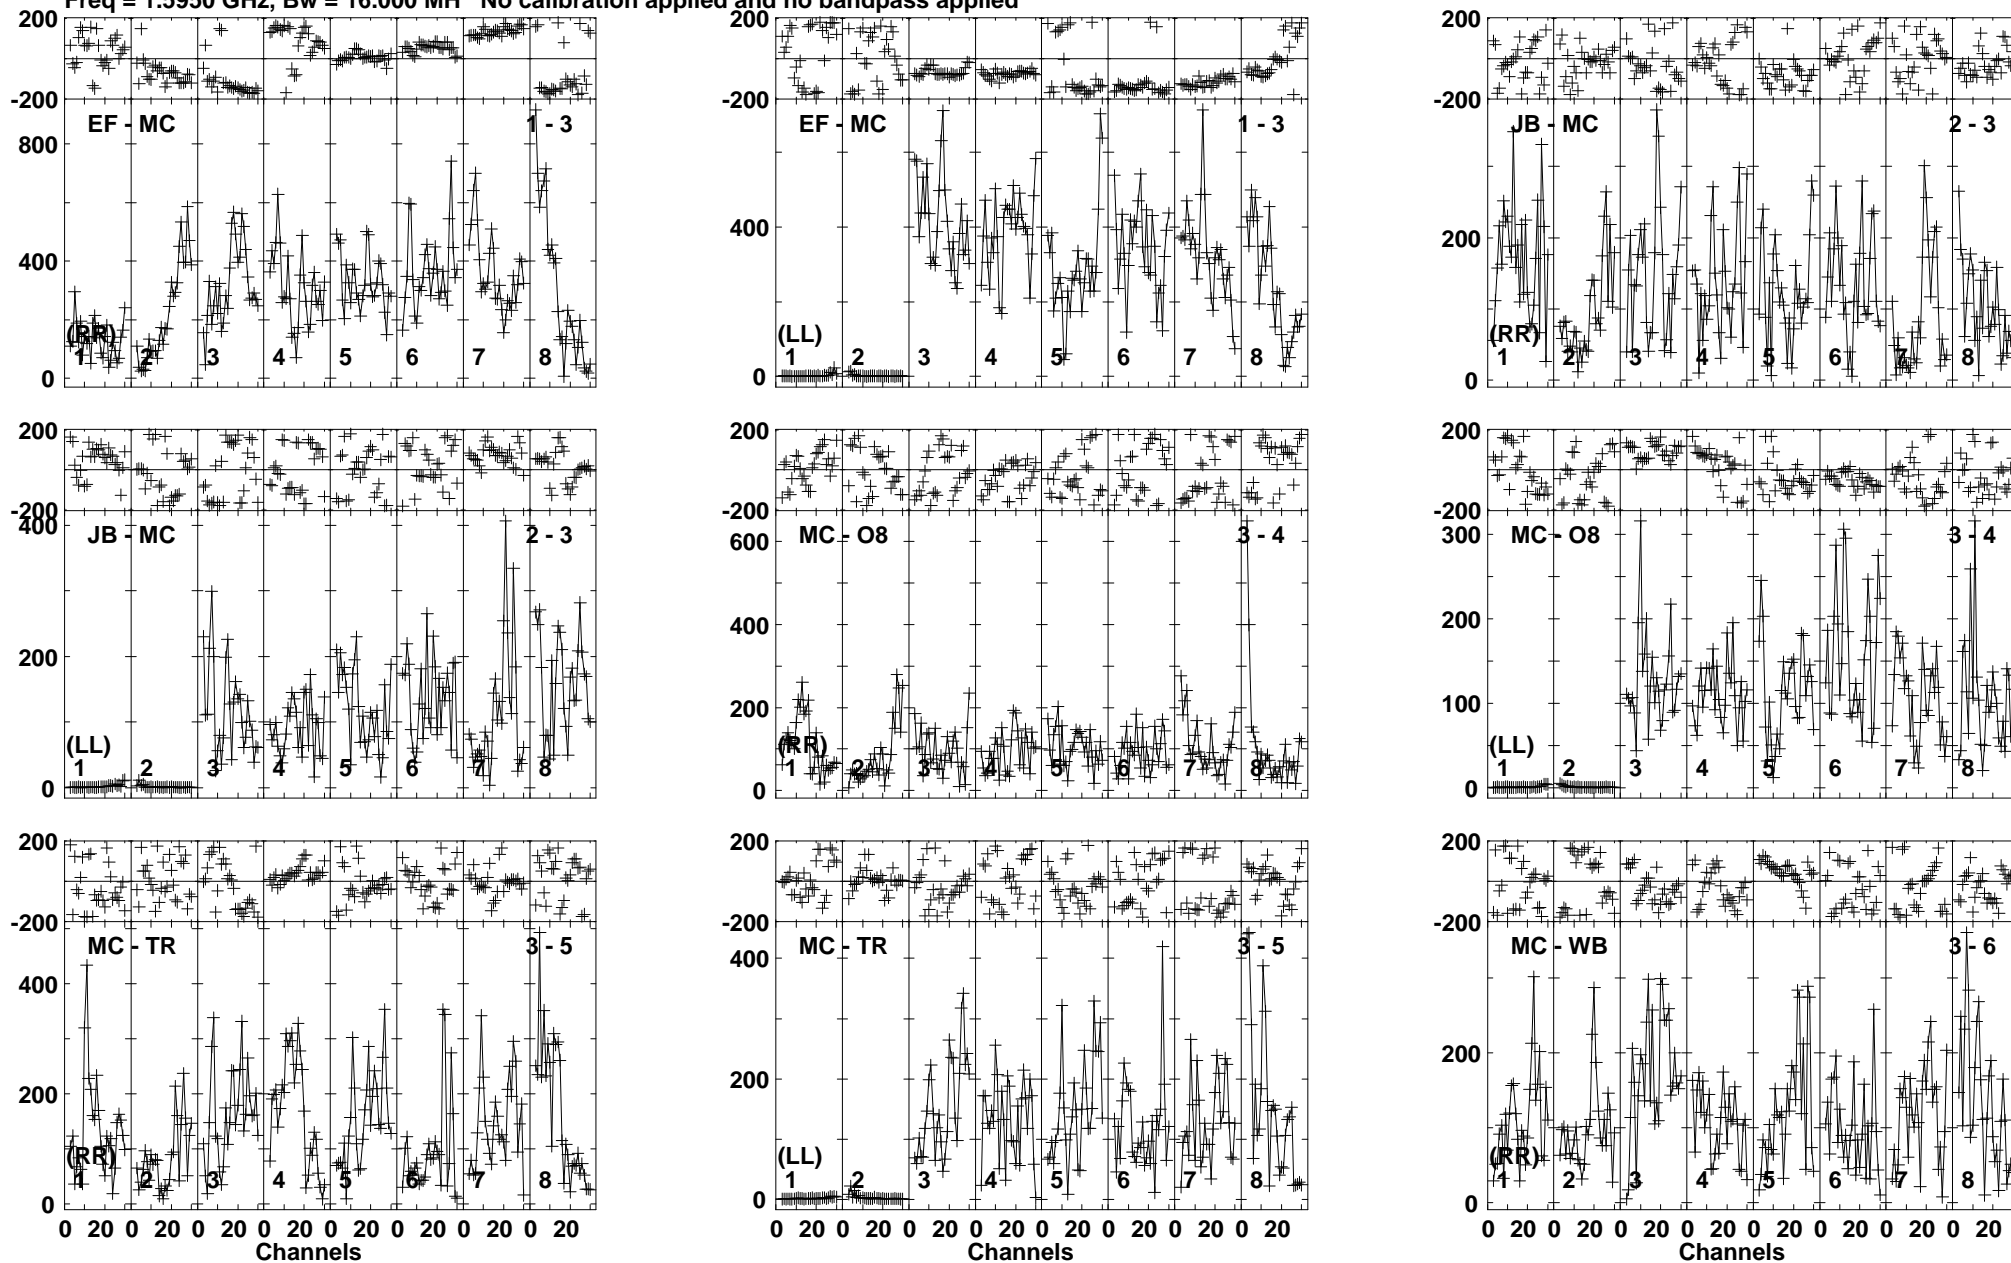 Freq = 1.5950 GHz, Bw = 16.000 MH No calibration applied and no bandpass applied
200
-200
EF - MC 1 - 3
800
400
0
(RR)
1 2 3 4 5 6 7 8
200
-200
EF - MC 1 - 3
400
0
(LL)
1 2 3 4 5 6 7 8
200
-200
JB - MC 2 - 3
200
0
(RR)
1 2 3 4 5 6 7 8
200
-200
JB - MC 2 - 3
400
200
0
(LL)
1 2 3 4 5 6 7 8
200
-200
MC - O8 3 - 4
600
400
200
0
(RR)
1 2 3 4 5 6 7 8
200
-200
MC - O8 3 - 4
300
200
100
0
(LL)
1 2 3 4 5 6 7 8
200
-200
MC - TR 3 - 5
400
200
0
(RR)
1 2 3 4 5 6 7 8
0 20 0 20 0 20 0 20 0 20 0 20 0 20 0 20
Channels
200
-200
MC - TR 3 - 5
400
200
0
(LL)
1 2 3 4 5 6 7 8
0 20 0 20 0 20 0 20 0 20 0 20 0 20 0 20
Channels
200
-200
MC - WB 3 - 6
200
0
(RR)
1 2 3 4 5 6 7 8
0 20 0 20 0 20 0 20 0 20 0 20 0 20 0 20
Channels